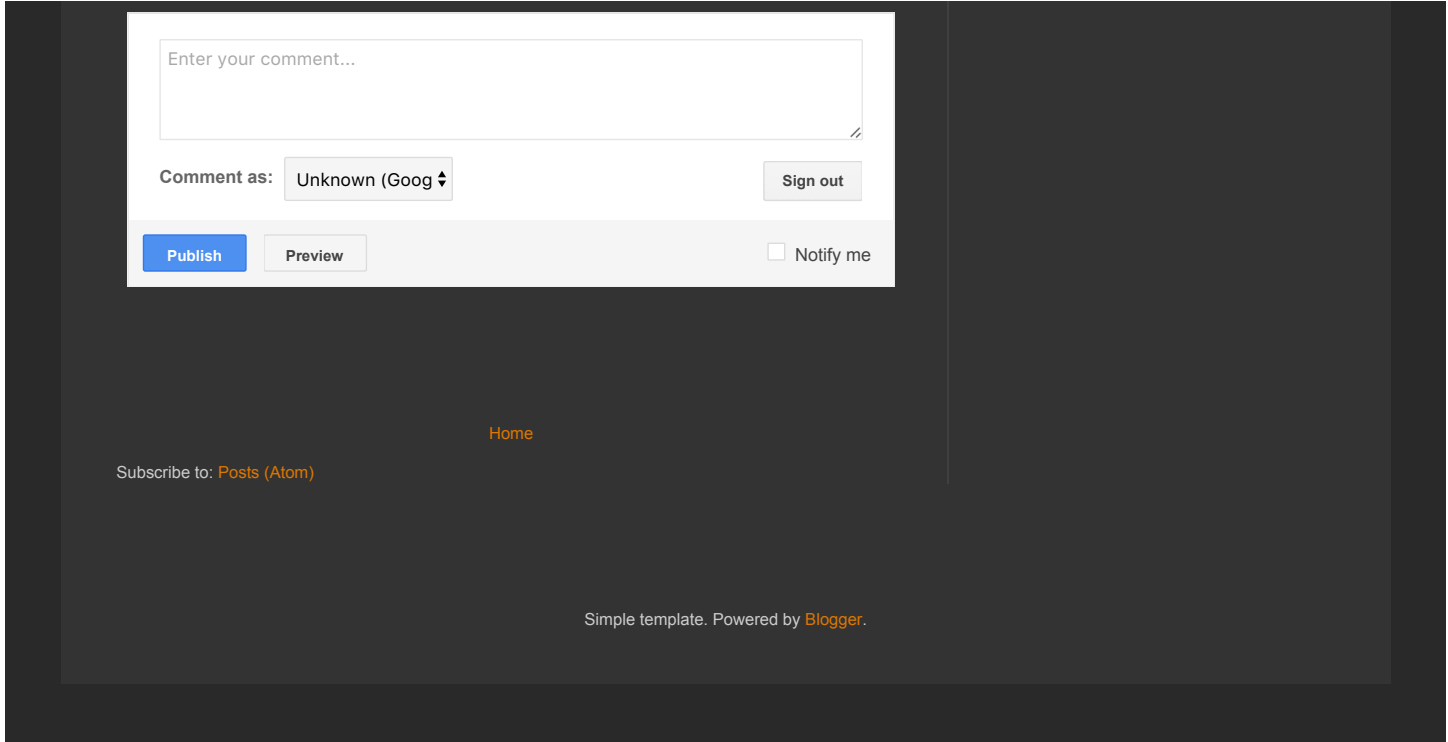 Enter your comment...
Comment as: Unknown (Goog Sign out
Publish Preview Notify me
Home
Subscribe to: Posts (Atom)
Simple template. Powered by Blogger.